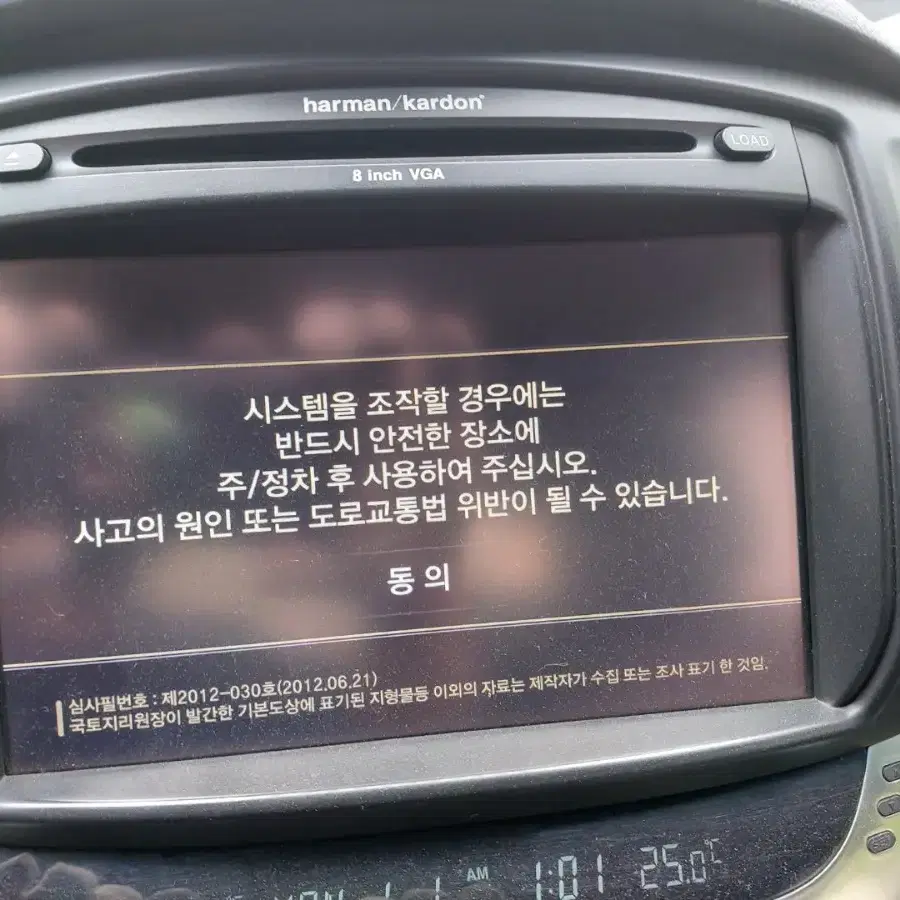 harman/kardon
LOAD
8 inch VGA
시스템을 조작할 경우에는
반드시 안전한 장소에
주/정차 후 사용하여 주십시오.
사고의 원인 또는 도로교통법 위반이 될 수 있습니다.
동 의
심사필번호 : 제2012-030호(2012.06.21)
국토지리원장이 발간한 기본도상에 표기된 지형물등 이외의 자료는 제작자가 수집 또는 조사 표기 한 것임.
AM 1:01 25.0℃